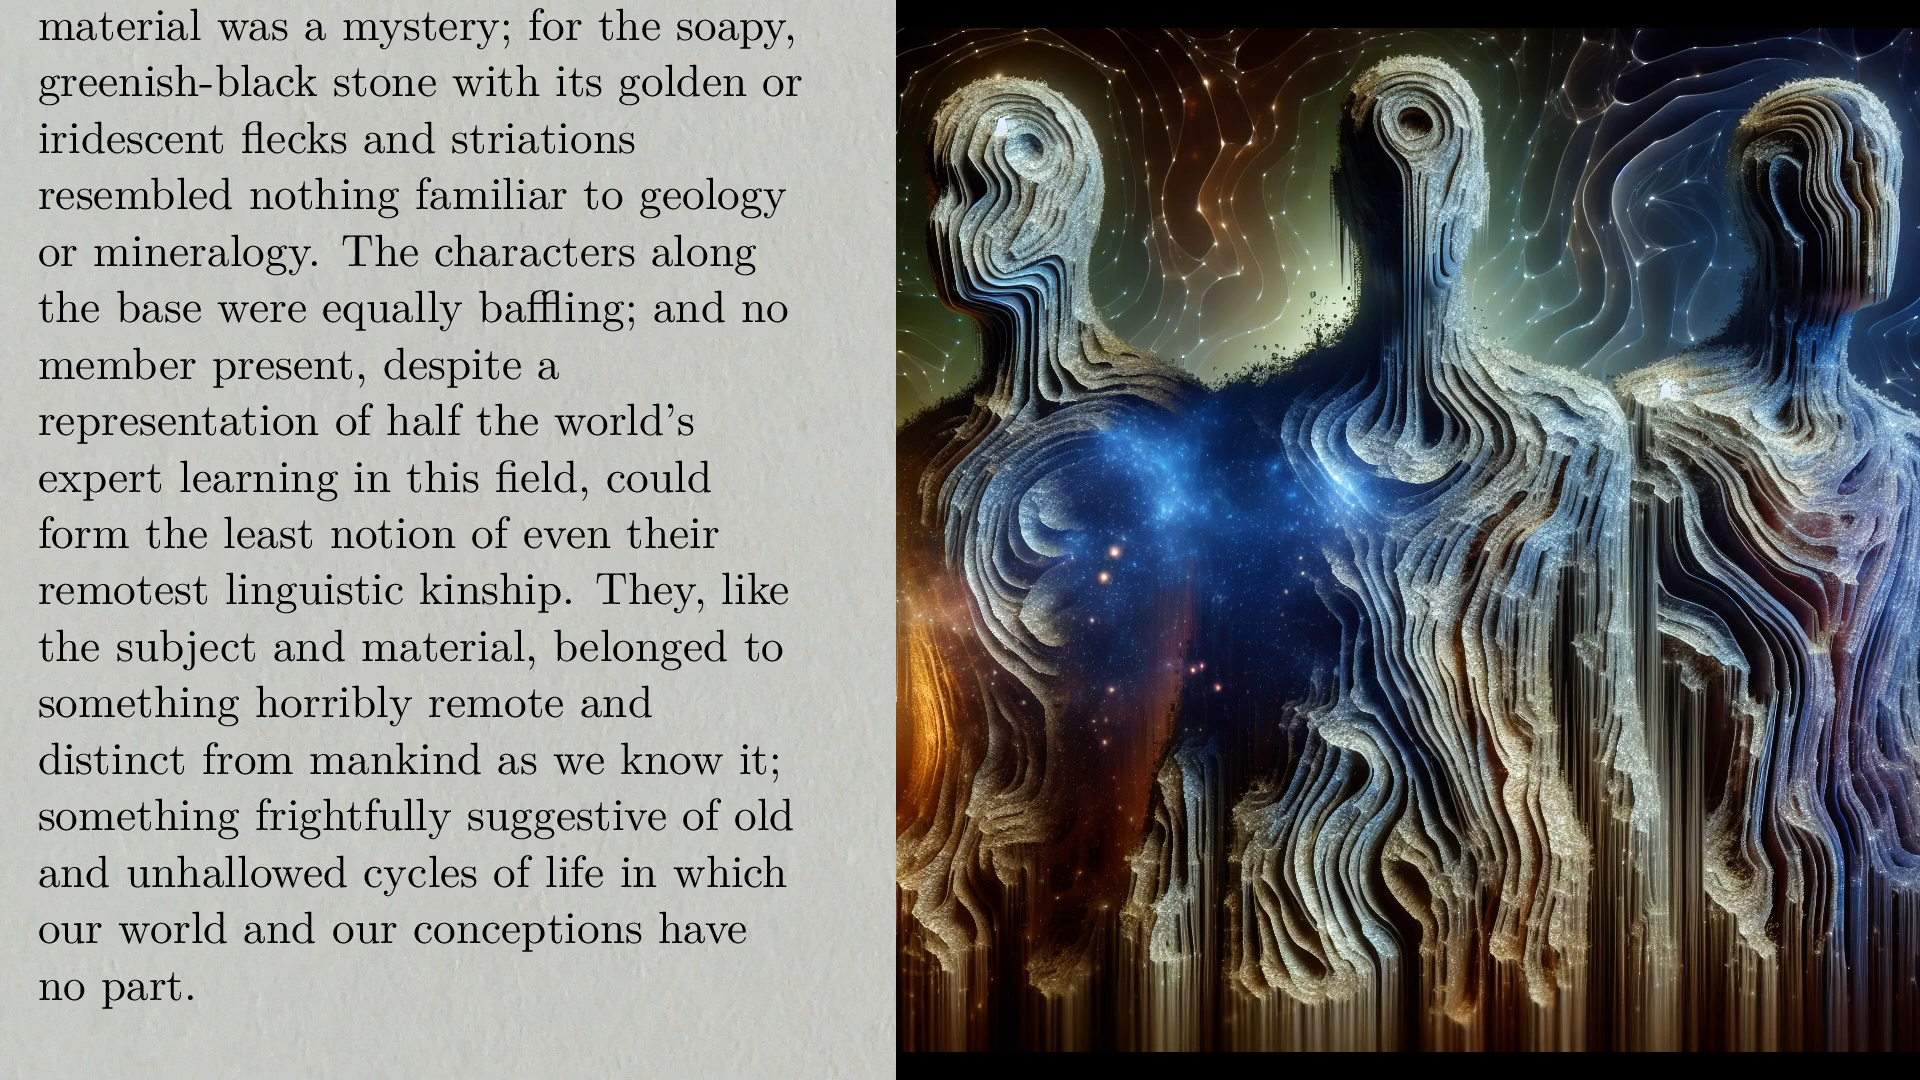 material was a mystery; for the soapy,
greenish-black stone with its golden or
iridescent flecks and striations
resembled nothing familiar to geology
or mineralogy. The characters along
the base were equally baffling; and no
member present, despite a
representation of half the world's
expert learning in this field, could
form the least notion of even their
remotest linguistic kinship. They, like
the subject and material, belonged to
something horribly remote and
distinct from mankind as we know it;
something frightfully suggestive of old
and unhallowed cycles of life in which
our world and our conceptions have
no part.